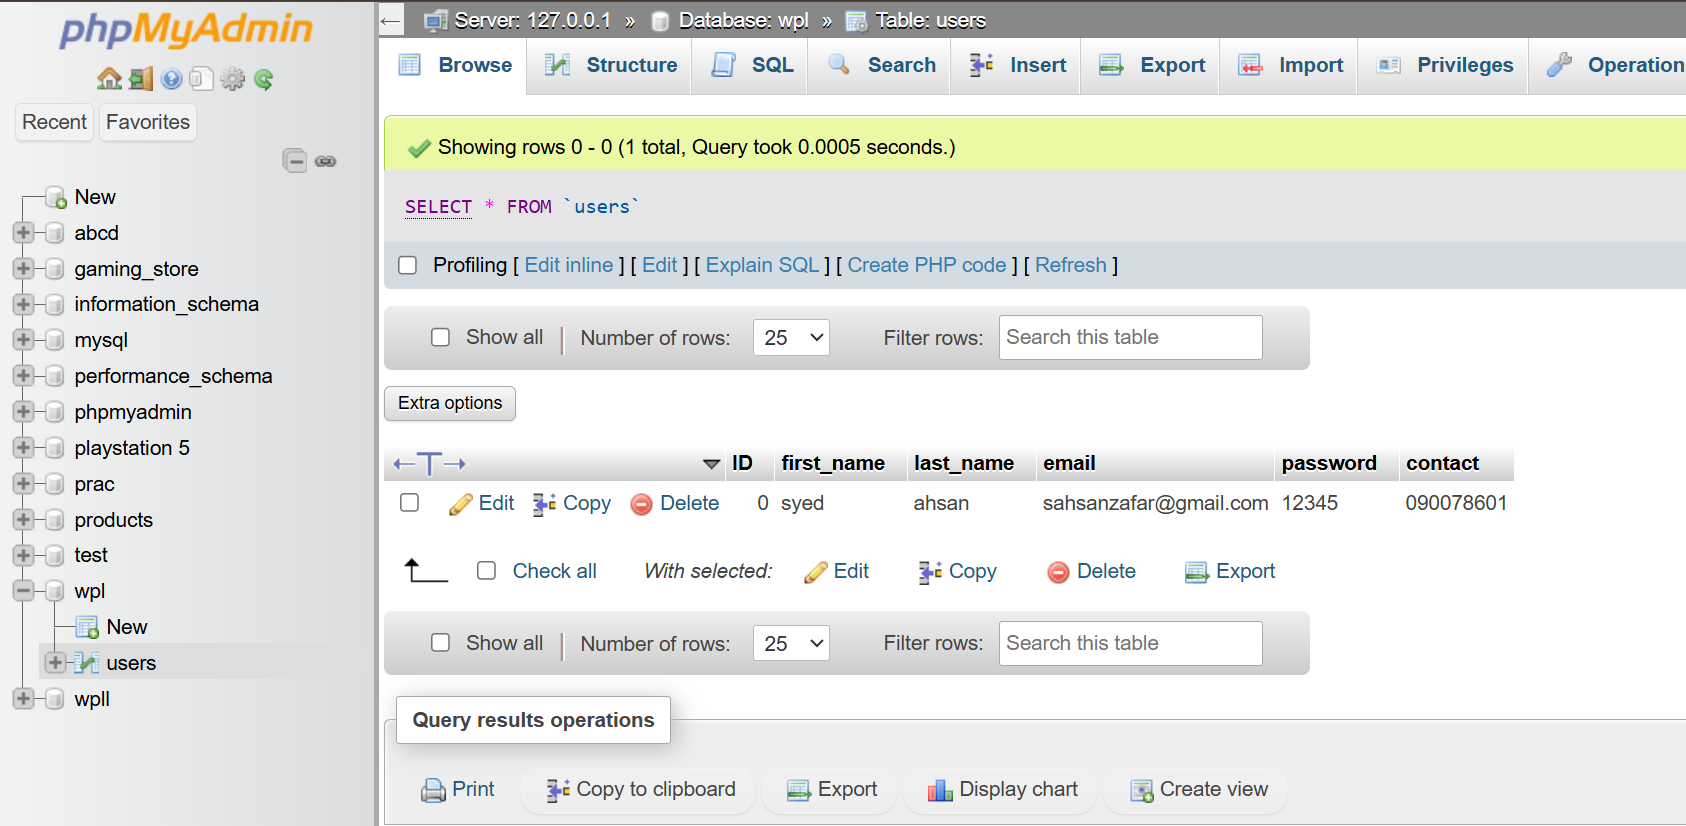 phpMyAdmin
Recent Favorites
New
abcd
gaming_store
information_schema
mysql
performance_schema
phpmyadmin
playstation 5
prac
products
test
wpl
New
users
wpll
Server: 127.0.0.1 » Database: wpl » Table: users
Browse Structure SQL Search Insert Export Import Privileges Operation
Showing rows 0 - 0 (1 total, Query took 0.0005 seconds.)
SELECT * FROM `users`
Profiling [ Edit inline ] [ Edit ] [ Explain SQL ] [ Create PHP code ] [ Refresh ]
Show all | Number of rows: 25 Filter rows: Search this table
Extra options
←T→ ID first_name last_name email password contact
Edit Copy Delete 0 syed ahsan sahsanzafar@gmail.com 12345 090078601
Check all With selected: Edit Copy Delete Export
Show all | Number of rows: 25 Filter rows: Search this table
Query results operations
Print Copy to clipboard Export Display chart Create view